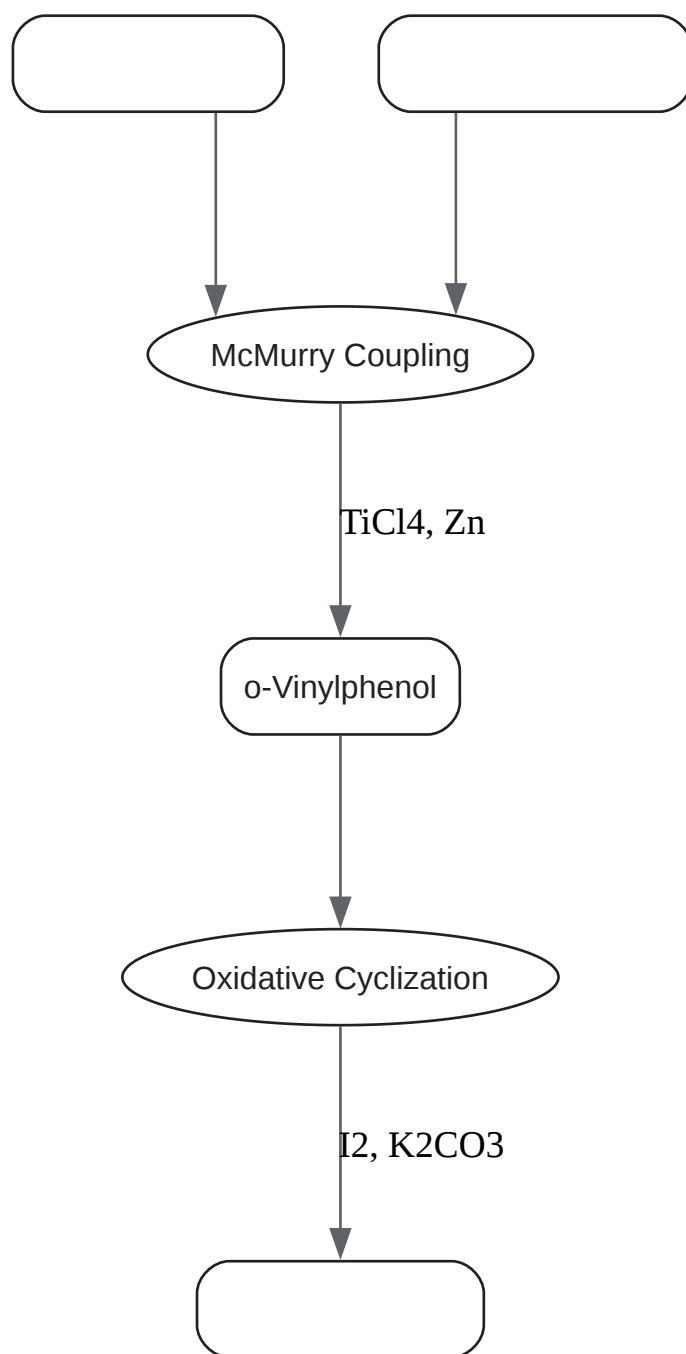 McMurry Coupling
TiCl4, Zn
o-Vinylphenol
Oxidative Cyclization
I2, K2CO3